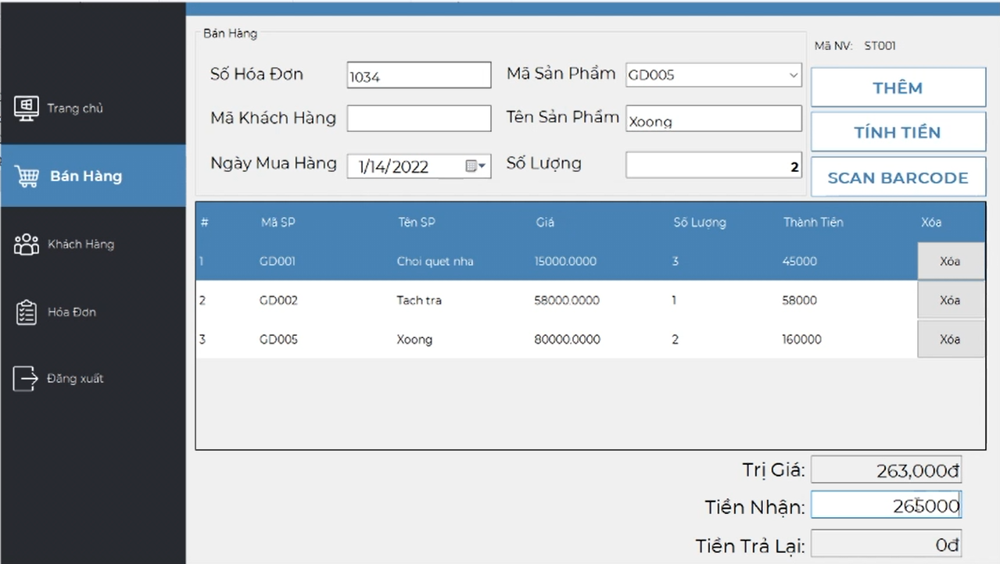 Trang chủ
Bán Hàng
Khách Hàng
Hóa Đơn
Đăng xuất
Bán Hàng
Số Hóa Đơn 1034 Mã Sản Phẩm GD005
Mã Khách Hàng Tên Sản Phẩm Xoong
Ngày Mua Hàng 1/14/2022 Số Lượng 2
Mã NV: ST001
THÊM
TÍNH TIỀN
SCAN BARCODE
# Mã SP Tên SP Giá Số Lượng Thành Tiền Xóa
1 GD001 Choi quet nha 15000.0000 3 45000 Xóa
2 GD002 Tach tra 58000.0000 1 58000 Xóa
3 GD005 Xoong 80000.0000 2 160000 Xóa
Trị Giá: 263,000đ
Tiền Nhận: 265000
Tiền Trả Lại: 0đ